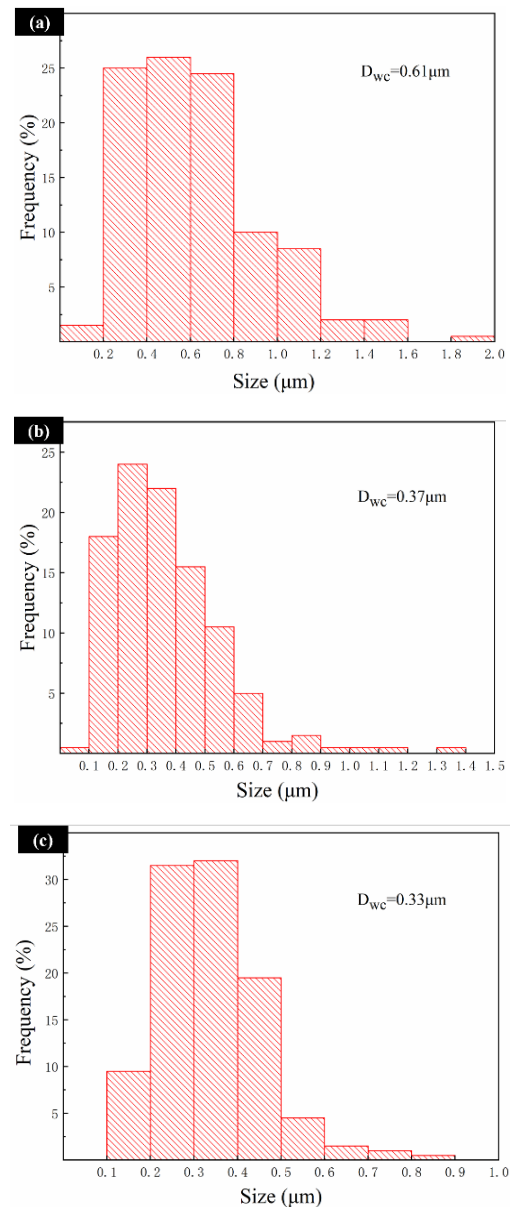 (a)
D_wc=0.61μm
25
20
15
10
5
Frequency (%)
0.2 0.4 0.6 0.8 1.0 1.2 1.4 1.6 1.8 2.0
Size (μm)
(b)
D_wc=0.37μm
25
20
15
10
5
Frequency (%)
0.1 0.2 0.3 0.4 0.5 0.6 0.7 0.8 0.9 1.0 1.1 1.2 1.3 1.4 1.5
Size (μm)
(c)
D_wc=0.33μm
30
25
20
15
10
5
Frequency (%)
0.1 0.2 0.3 0.4 0.5 0.6 0.7 0.8 0.9 1.0
Size (μm)